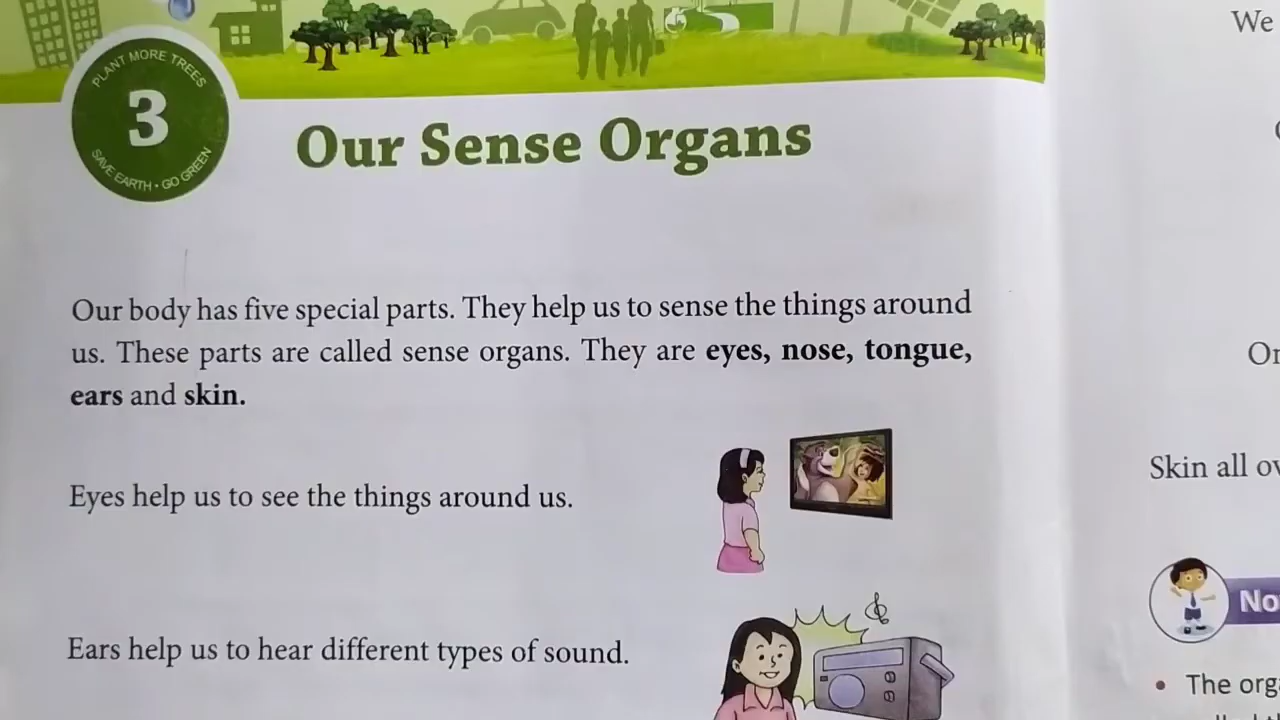 PLANT MORE TREES
3
SAVE EARTH • GO GREEN
Our Sense Organs
Our body has five special parts. They help us to sense the things around
us. These parts are called sense organs. They are eyes, nose, tongue,
ears and skin.
Eyes help us to see the things around us.
Ears help us to hear different types of sound.
We
Skin all
• The